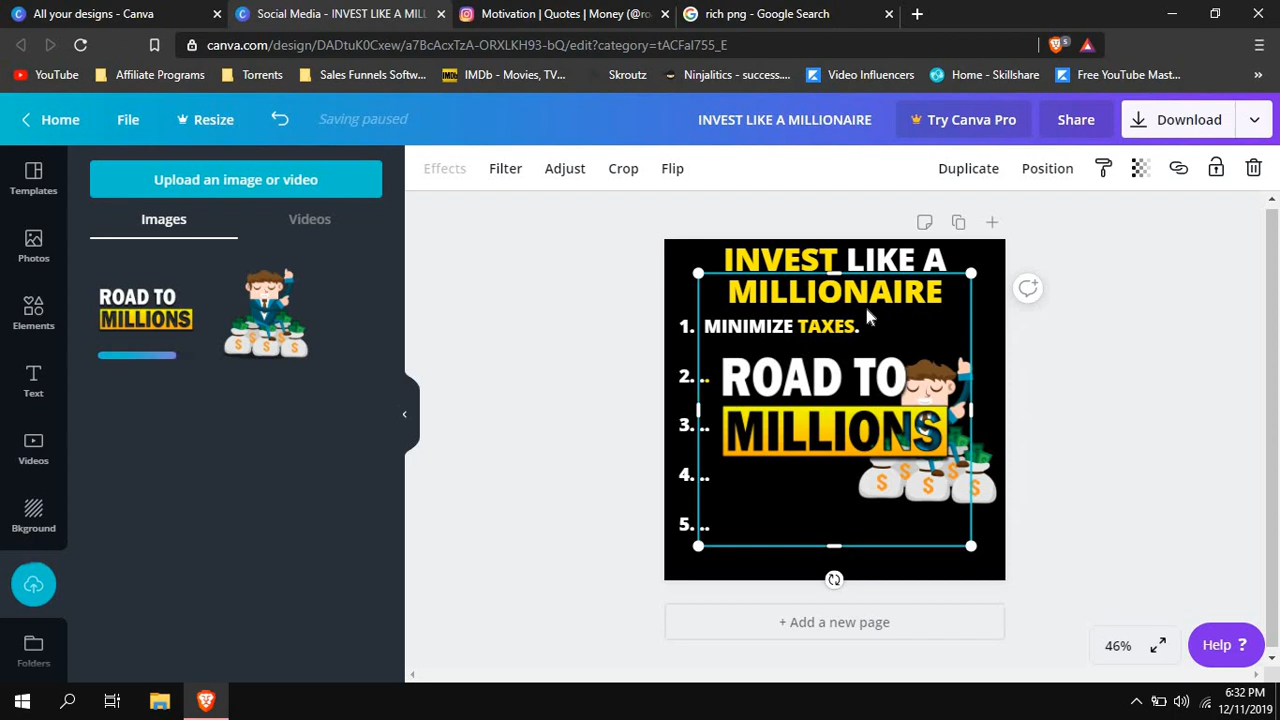 All your designs - Canva
Social Media - INVEST LIKE A MIL
Motivation | Quotes | Money (@ro
rich png - Google Search
canva.com/design/DADtuK0Cxew/a7BcAcxTzA-ORXLKH93-bQ/edit?category=tACFal755_E
5
YouTube
Affiliate Programs
Torrents
Sales Funnels Softw...
IMDb
IMDb - Movies, TV...
Skroutz
Ninjalitics - success....
Video Influencers
Home - Skillshare
Free YouTube Mast...
»
Home
File
Resize
Saving paused
INVEST LIKE A MILLIONAIRE
Try Canva Pro
Share
Download
Templates
Photos
Elements
Text
Videos
Bkground
Folders
Upload an image or video
Images
Videos
ROAD TO
MILLIONS
Effects
Filter
Adjust
Crop
Flip
Duplicate
Position
INVEST LIKE A
MILLIONAIRE
1. MINIMIZE TAXES.
2. ..
3. ..
4. ..
5. ..
ROAD TO
MILLIONS
$ $ $ $ $
+ Add a new page
46%
Help ?
6:32 PM
12/11/2019